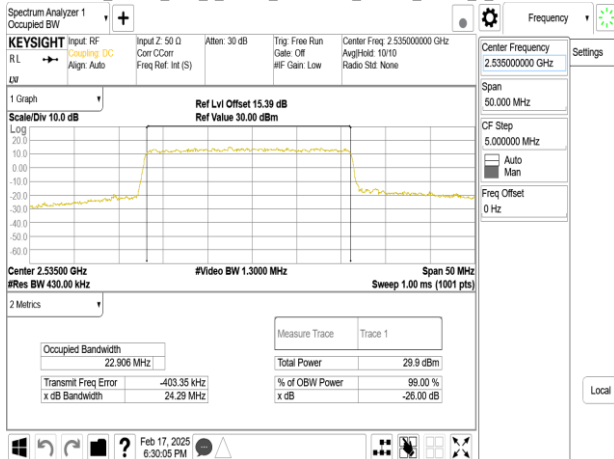 Spectrum Analyzer 1
Occupied BW
+
Frequency
KEYSIGHT
RL
LXI
Input: RF
Coupling: DC
Align: Auto
Input Z: 50 Ω
Corr CCorr
Freq Ref: Int (S)
Atten: 30 dB
Trig: Free Run
Gate: Off
#IF Gain: Low
Center Freq: 2.535000000 GHz
Avg|Hold: 10/10
Radio Std: None
Center Frequency
2.535000000 GHz
Settings
Span
50.000 MHz
CF Step
5.000000 MHz
Auto
Man
Freq Offset
0 Hz
Local
1 Graph
Scale/Div 10.0 dB
Ref Lvl Offset 15.39 dB
Ref Value 30.00 dBm
Log
20.0
10.0
0.00
-10.0
-20.0
-30.0
-40.0
-50.0
-60.0
Center 2.53500 GHz
#Video BW 1.3000 MHz
Span 50 MHz
#Res BW 430.00 kHz
Sweep 1.00 ms (1001 pts)
2 Metrics
Measure Trace Trace 1
Occupied Bandwidth
22.906 MHz
Total Power 29.9 dBm
Transmit Freq Error -403.35 kHz
% of OBW Power 99.00 %
x dB Bandwidth 24.29 MHz
x dB -26.00 dB
?
Feb 17, 2025
6:30:05 PM